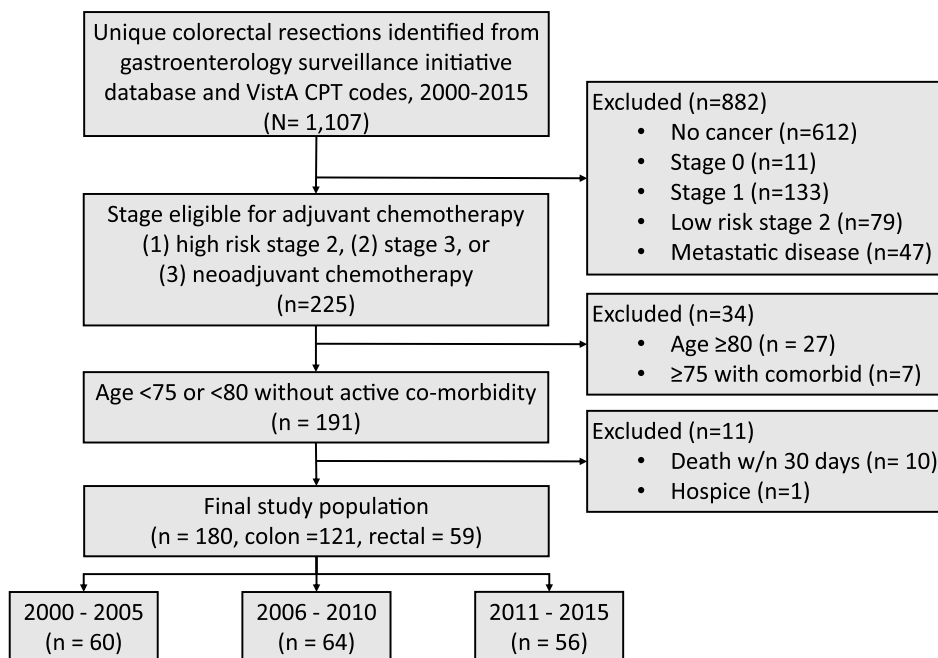 Unique colorectal resections identified from
gastroenterology surveillance initiative
database and VistA CPT codes, 2000-2015
(N= 1,107)
Excluded (n=882)
• No cancer (n=612)
• Stage 0 (n=11)
• Stage 1 (n=133)
• Low risk stage 2 (n=79)
• Metastatic disease (n=47)
Stage eligible for adjuvant chemotherapy
(1) high risk stage 2, (2) stage 3, or
(3) neoadjuvant chemotherapy
(n=225)
Excluded (n=34)
• Age ≥80 (n = 27)
• ≥75 with comorbid (n=7)
Age <75 or <80 without active co-morbidity
(n = 191)
Excluded (n=11)
• Death w/n 30 days (n= 10)
• Hospice (n=1)
Final study population
(n = 180, colon =121, rectal = 59)
2000 - 2005
(n = 60)
2006 - 2010
(n = 64)
2011 - 2015
(n = 56)